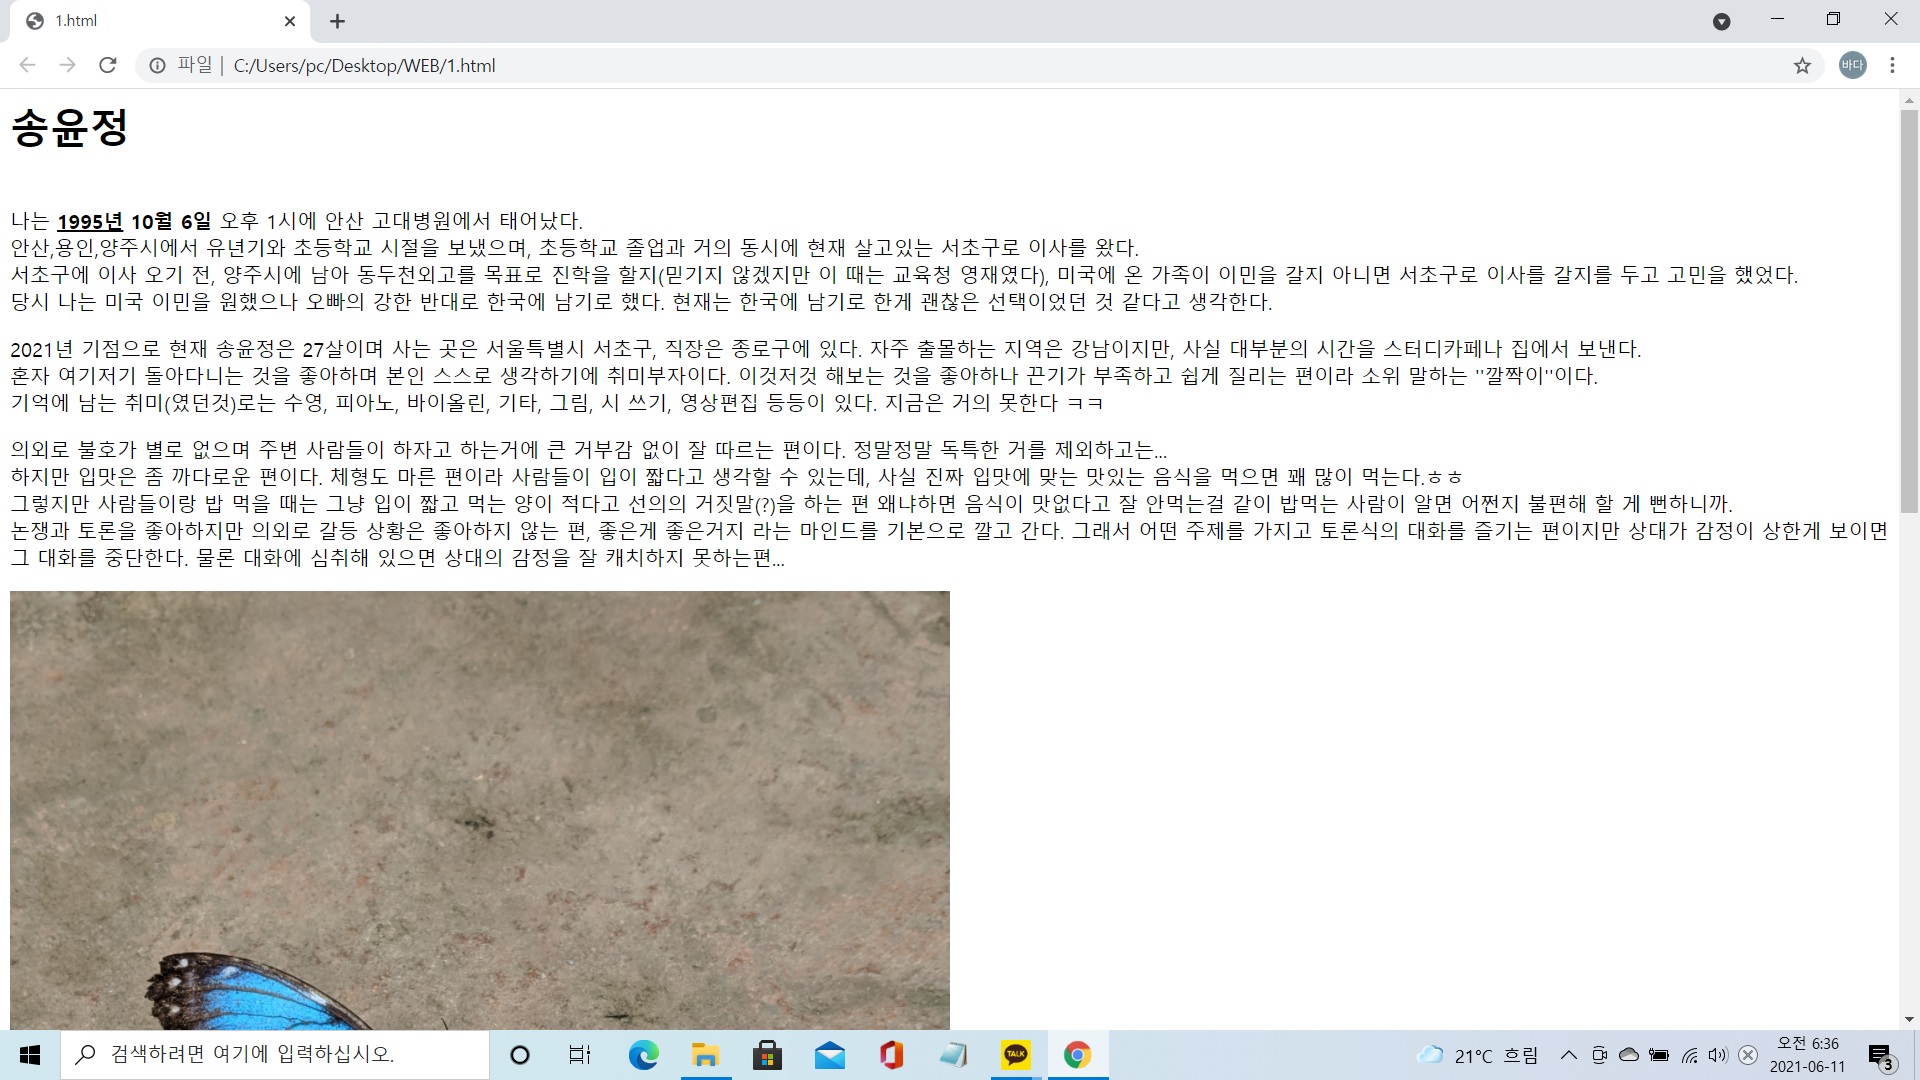 1.html
파일 | C:/Users/pc/Desktop/WEB/1.html
바다
송윤정
나는 1995년 10월 6일 오후 1시에 안산 고대병원에서 태어났다.
안산,용인,양주시에서 유년기와 초등학교 시절을 보냈으며, 초등학교 졸업과 거의 동시에 현재 살고있는 서초구로 이사를 왔다.
서초구에 이사 오기 전, 양주시에 남아 동두천외고를 목표로 진학을 할지(믿기지 않겠지만 이 때는 교육청 영재였다), 미국에 온 가족이 이민을 갈지 아니면 서초구로 이사를 갈지를 두고 고민을 했었다.
당시 나는 미국 이민을 원했으나 오빠의 강한 반대로 한국에 남기로 했다. 현재는 한국에 남기로 한게 괜찮은 선택이었던 것 같다고 생각한다.
2021년 기점으로 현재 송윤정은 27살이며 사는 곳은 서울특별시 서초구, 직장은 종로구에 있다. 자주 출몰하는 지역은 강남이지만, 사실 대부분의 시간을 스터디카페나 집에서 보낸다.
혼자 여기저기 돌아다니는 것을 좋아하며 본인 스스로 생각하기에 취미부자이다. 이것저것 해보는 것을 좋아하나 끈기가 부족하고 쉽게 질리는 편이라 소위 말하는 ''깔짝이''이다.
기억에 남는 취미(였던것)로는 수영, 피아노, 바이올린, 기타, 그림, 시 쓰기, 영상편집 등등이 있다. 지금은 거의 못한다 ㅋㅋ
의외로 불호가 별로 없으며 주변 사람들이 하자고 하는거에 큰 거부감 없이 잘 따르는 편이다. 정말정말 독특한 거를 제외하고는...
하지만 입맛은 좀 까다로운 편이다. 체형도 마른 편이라 사람들이 입이 짧다고 생각할 수 있는데, 사실 진짜 입맛에 맞는 맛있는 음식을 먹으면 꽤 많이 먹는다.ㅎㅎ
그렇지만 사람들이랑 밥 먹을 때는 그냥 입이 짧고 먹는 양이 적다고 선의의 거짓말(?)을 하는 편 왜냐하면 음식이 맛없다고 잘 안먹는걸 같이 밥먹는 사람이 알면 어쩐지 불편해 할 게 뻔하니까.
논쟁과 토론을 좋아하지만 의외로 갈등 상황은 좋아하지 않는 편, 좋은게 좋은거지 라는 마인드를 기본으로 깔고 간다. 그래서 어떤 주제를 가지고 토론식의 대화를 즐기는 편이지만 상대가 감정이 상한게 보이면
그 대화를 중단한다. 물론 대화에 심취해 있으면 상대의 감정을 잘 캐치하지 못하는편...
검색하려면 여기에 입력하십시오.
TALK
21°C 흐림
오전 6:36
2021-06-11
3